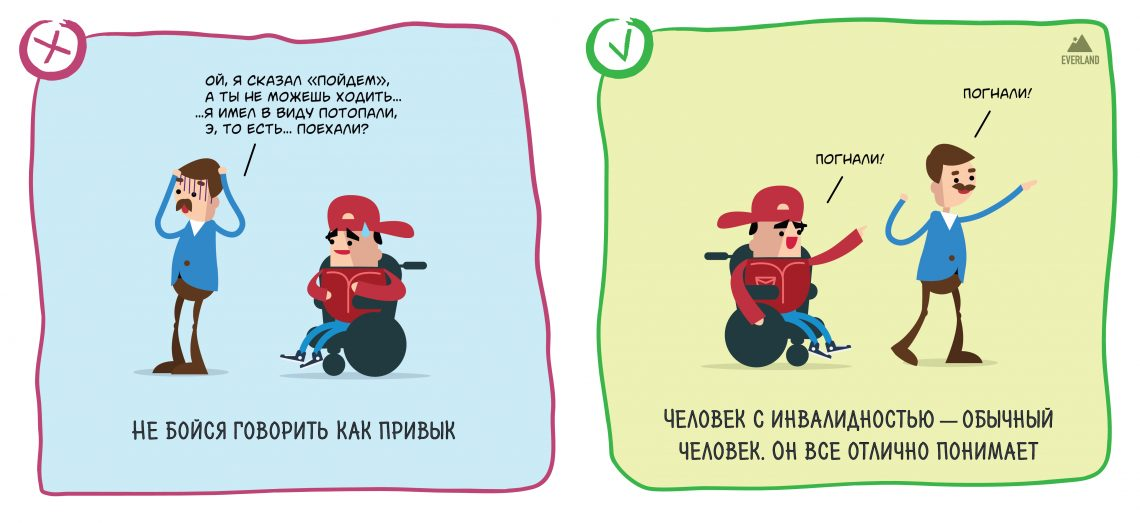 ОЙ, Я СКАЗАЛ «ПОЙДЕМ»,
А ТЫ НЕ МОЖЕШЬ ХОДИТЬ...
...Я ИМЕЛ В ВИДУ ПОТОПАЛИ,
Э, ТО ЕСТЬ... ПОЕХАЛИ?
НЕ БОЙСЯ ГОВОРИТЬ КАК ПРИВЫК
EVERLAND
ПОГНАЛИ!
ПОГНАЛИ!
ЧЕЛОВЕК С ИНВАЛИДНОСТЬЮ — ОБЫЧНЫЙ
ЧЕЛОВЕК. ОН ВСЕ ОТЛИЧНО ПОНИМАЕТ